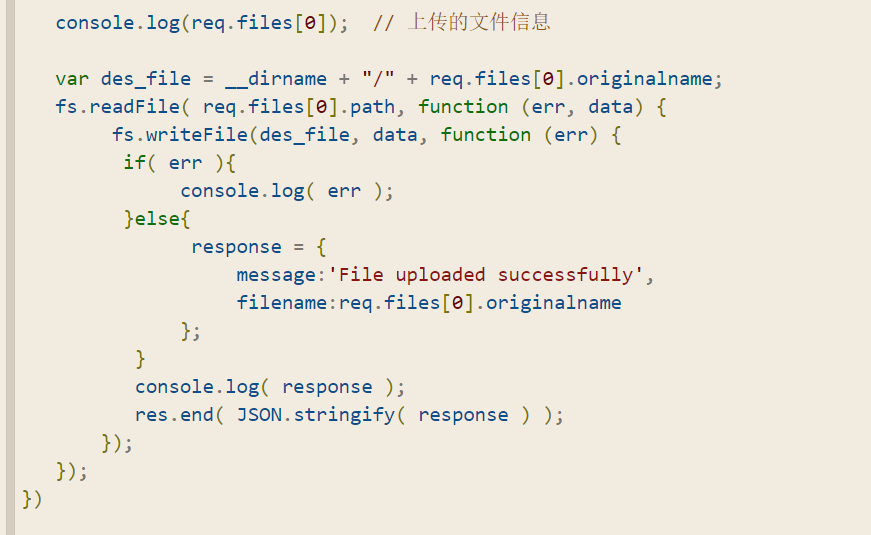 console.log(req.files[0]);  // 上传的文件信息
var des_file = __dirname + "/" + req.files[0].originalname;
fs.readFile( req.files[0].path, function (err, data) {
fs.writeFile(des_file, data, function (err) {
if( err ){
console.log( err );
}else{
response = {
message:'File uploaded successfully',
filename:req.files[0].originalname
};
}
console.log( response );
res.end( JSON.stringify( response ) );
});
});
})